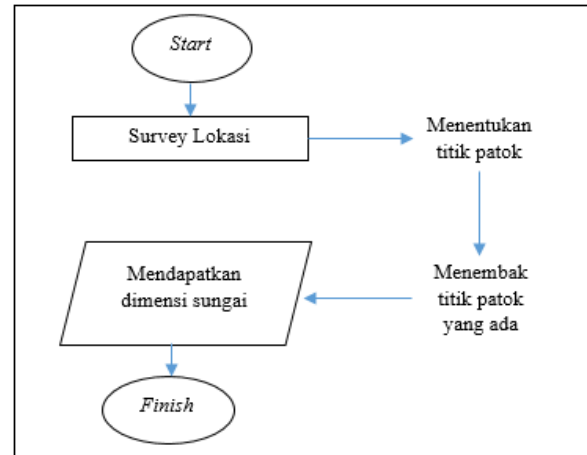 Start
Survey Lokasi
Menentukan
titik patok
Menembak
titik patok
yang ada
Mendapatkan
dimensi sungai
Finish